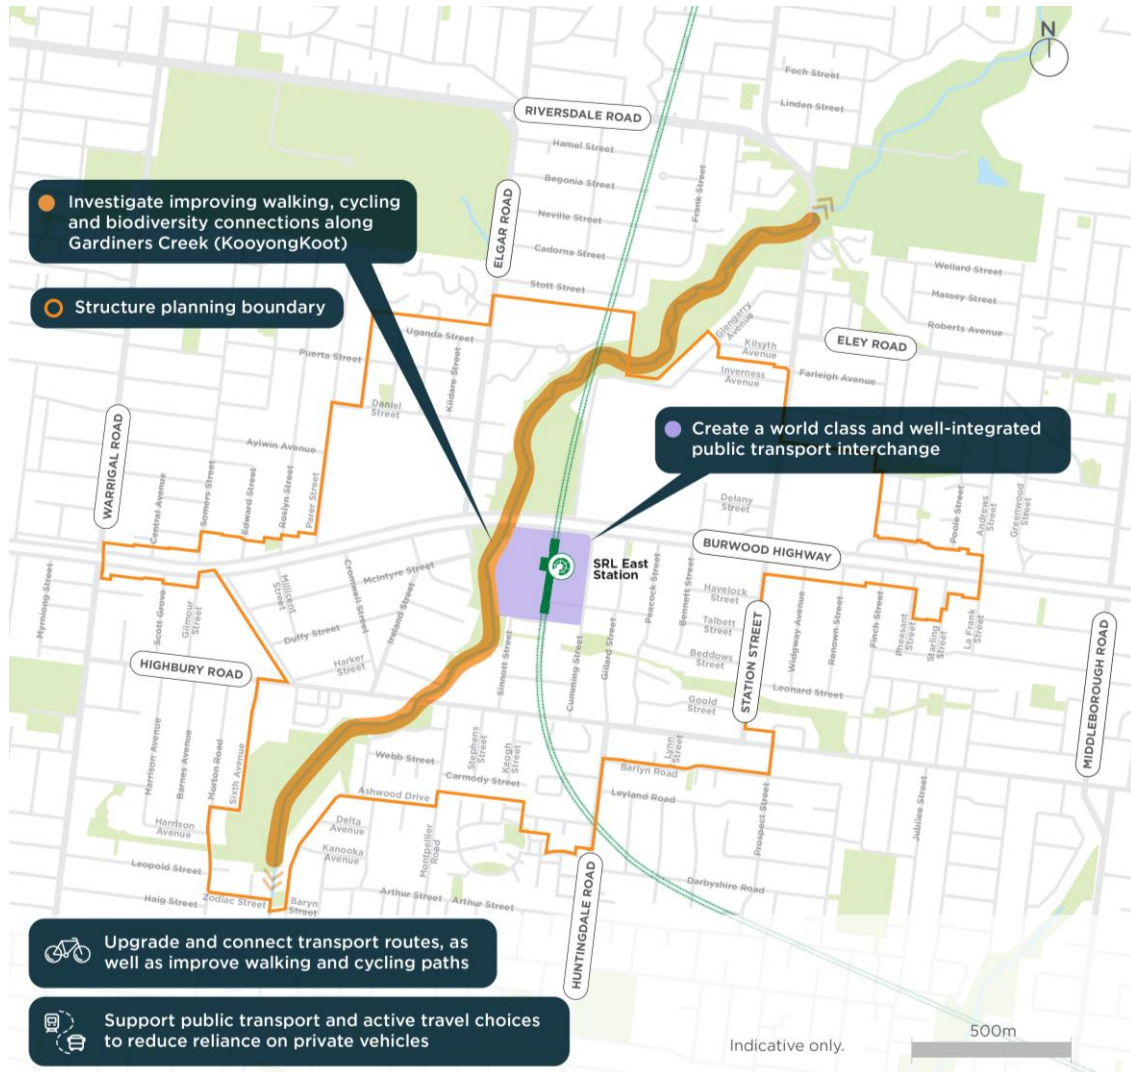 N
Foch Street
Linden Street
RIVERSDALE ROAD
Hamel Street
Begonia Street
Frank Street
Neville Street
Cadorna Street
Stott Street
ELGAR ROAD
Investigate improving walking, cycling
and biodiversity connections along
Gardiners Creek (KooyongKoot)
Structure planning boundary
Wellard Street
Massey Street
Roberts Avenue
ELEY ROAD
Glengarry
Avenue
Kilsyth
Avenue
Inverness
Avenue
Farleigh Avenue
Uganda Street
Puerta Street
Kildare Street
Daniel
Street
Create a world class and well-integrated
public transport interchange
WARRIGAL ROAD
Aylwin Avenue
Central Avenue
Somers Street
Edward Street
Roslyn Street
Parer Street
Delany
Street
Poole Street
Andrews
Street
Greenwood
Street
BURWOOD HIGHWAY
SRL East
Station
Myrniong Street
Scott Grove
Gilmour
Street
Millicent
Street
Cromwell Street
McIntyre Street
Ireland Street
Duffy Street
Harker
Street
HIGHBURY ROAD
Sinnott Street
Cumming Street
Gillard Street
Peacock Street
Bennett Street
Havelock
Street
Talbett
Street
Beddows
Street
STATION STREET
Widgway Avenue
Renown Street
Finch Street
Pheasant
Street
Starling
Street
La Frank
Street
Leonard Street
Goold
Street
MIDDLEBOROUGH ROAD
Harrison Avenue
Barnes Avenue
Morton Road
Sixth Avenue
Webb Street
Stephens
Street
Keogh
Street
Carmody Street
Lynn
Street
Barlyn Road
Ashwood Drive
Leyland Road
Harrison
Avenue
Delta
Avenue
Kanooka
Avenue
Montpellier
Road
Prospect Street
Jubilee Street
Leopold Street
Haig Street
Zodiac Street
Baryn
Street
Arthur Street
Arthur Street
HUNTINGDALE ROAD
Darbyshire Road
Upgrade and connect transport routes, as
well as improve walking and cycling paths
Support public transport and active travel choices
to reduce reliance on private vehicles
Indicative only.
500m